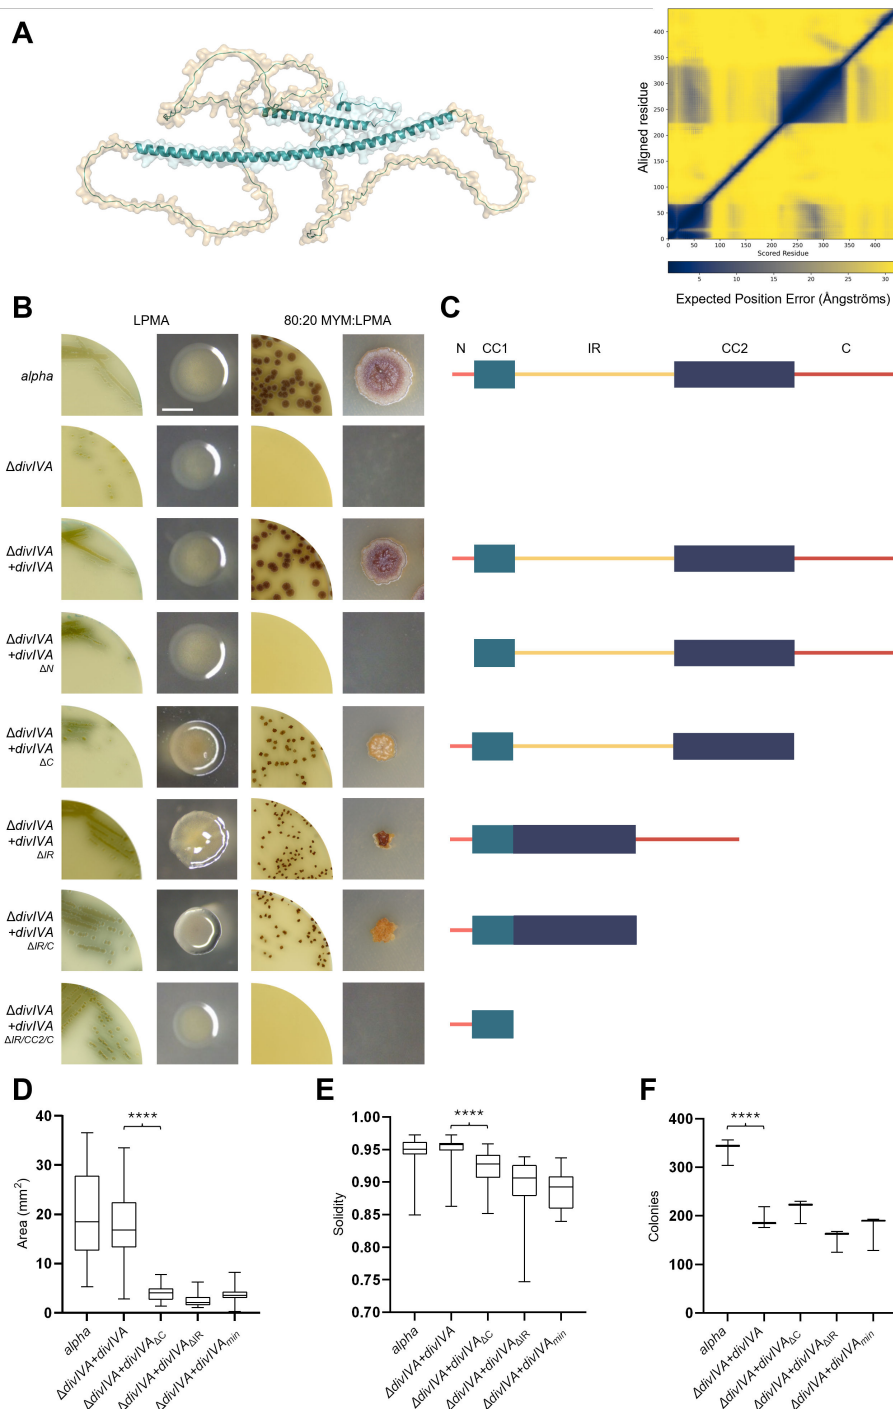 A
Aligned residue
400
350
300
250
200
150
100
50
0
0 50 100 150 200 250 300 350 400
Scored Residue
5 10 15 20 25 30
Expected Position Error (Ångströms)
B
LPMA
80:20 MYM:LPMA
C
N CC1 IR CC2 C
alpha
ΔdivIVA
ΔdivIVA
+divIVA
ΔdivIVA
+divIVA
ΔN
ΔdivIVA
+divIVA
ΔC
ΔdivIVA
+divIVA
ΔIR
ΔdivIVA
+divIVA
ΔIR/C
ΔdivIVA
+divIVA
ΔIR/CC2/C
D
Area (mm²)
40
30
20
10
0
****
alpha
ΔdivIVA+divIVA
ΔdivIVA+divIVAΔC
ΔdivIVA+divIVAΔIR
ΔdivIVA+divIVAmin
E
Solidity
1.00
0.95
0.90
0.85
0.80
0.75
0.70
****
alpha
ΔdivIVA+divIVA
ΔdivIVA+divIVAΔC
ΔdivIVA+divIVAΔIR
ΔdivIVA+divIVAmin
F
Colonies
400
300
200
100
0
****
alpha
ΔdivIVA+divIVA
ΔdivIVA+divIVAΔC
ΔdivIVA+divIVAΔIR
ΔdivIVA+divIVAmin